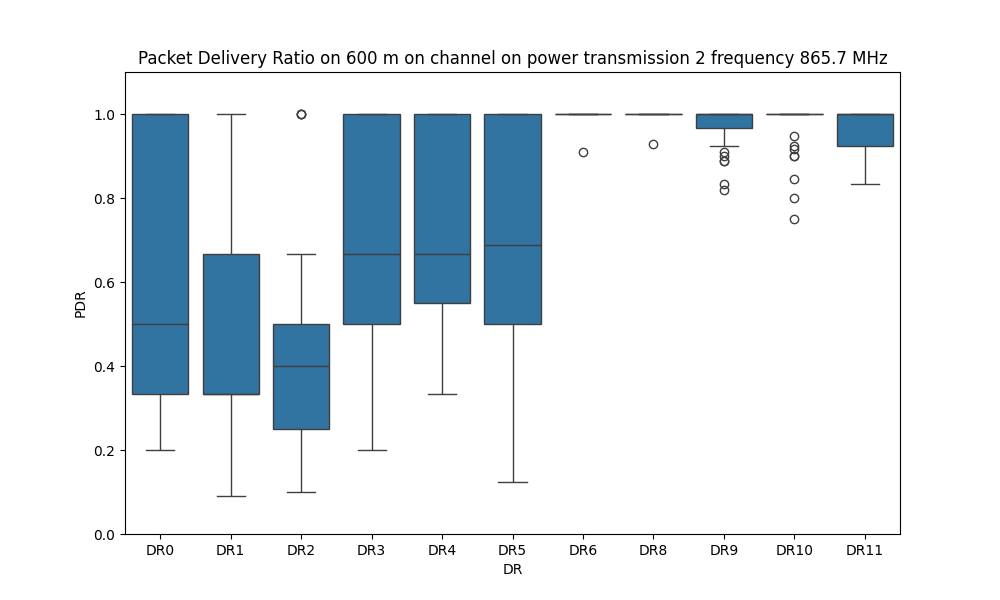 Packet Delivery Ratio on 600 m on channel on power transmission 2 frequency 865.7 MHz
1.0
0.8
0.6
0.4
0.2
0.0
PDR
DR0 DR1 DR2 DR3 DR4 DR5 DR6 DR8 DR9 DR10 DR11
DR